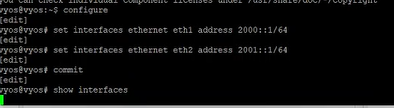 you can check individual component licenses under /usr/share/doc/*/copyright
vyos@vyos:~$ configure
[edit]
vyos@vyos# set interfaces ethernet eth1 address 2000::1/64
[edit]
vyos@vyos# set interfaces ethernet eth2 address 2001::1/64
[edit]
vyos@vyos# commit
[edit]
vyos@vyos# show interfaces